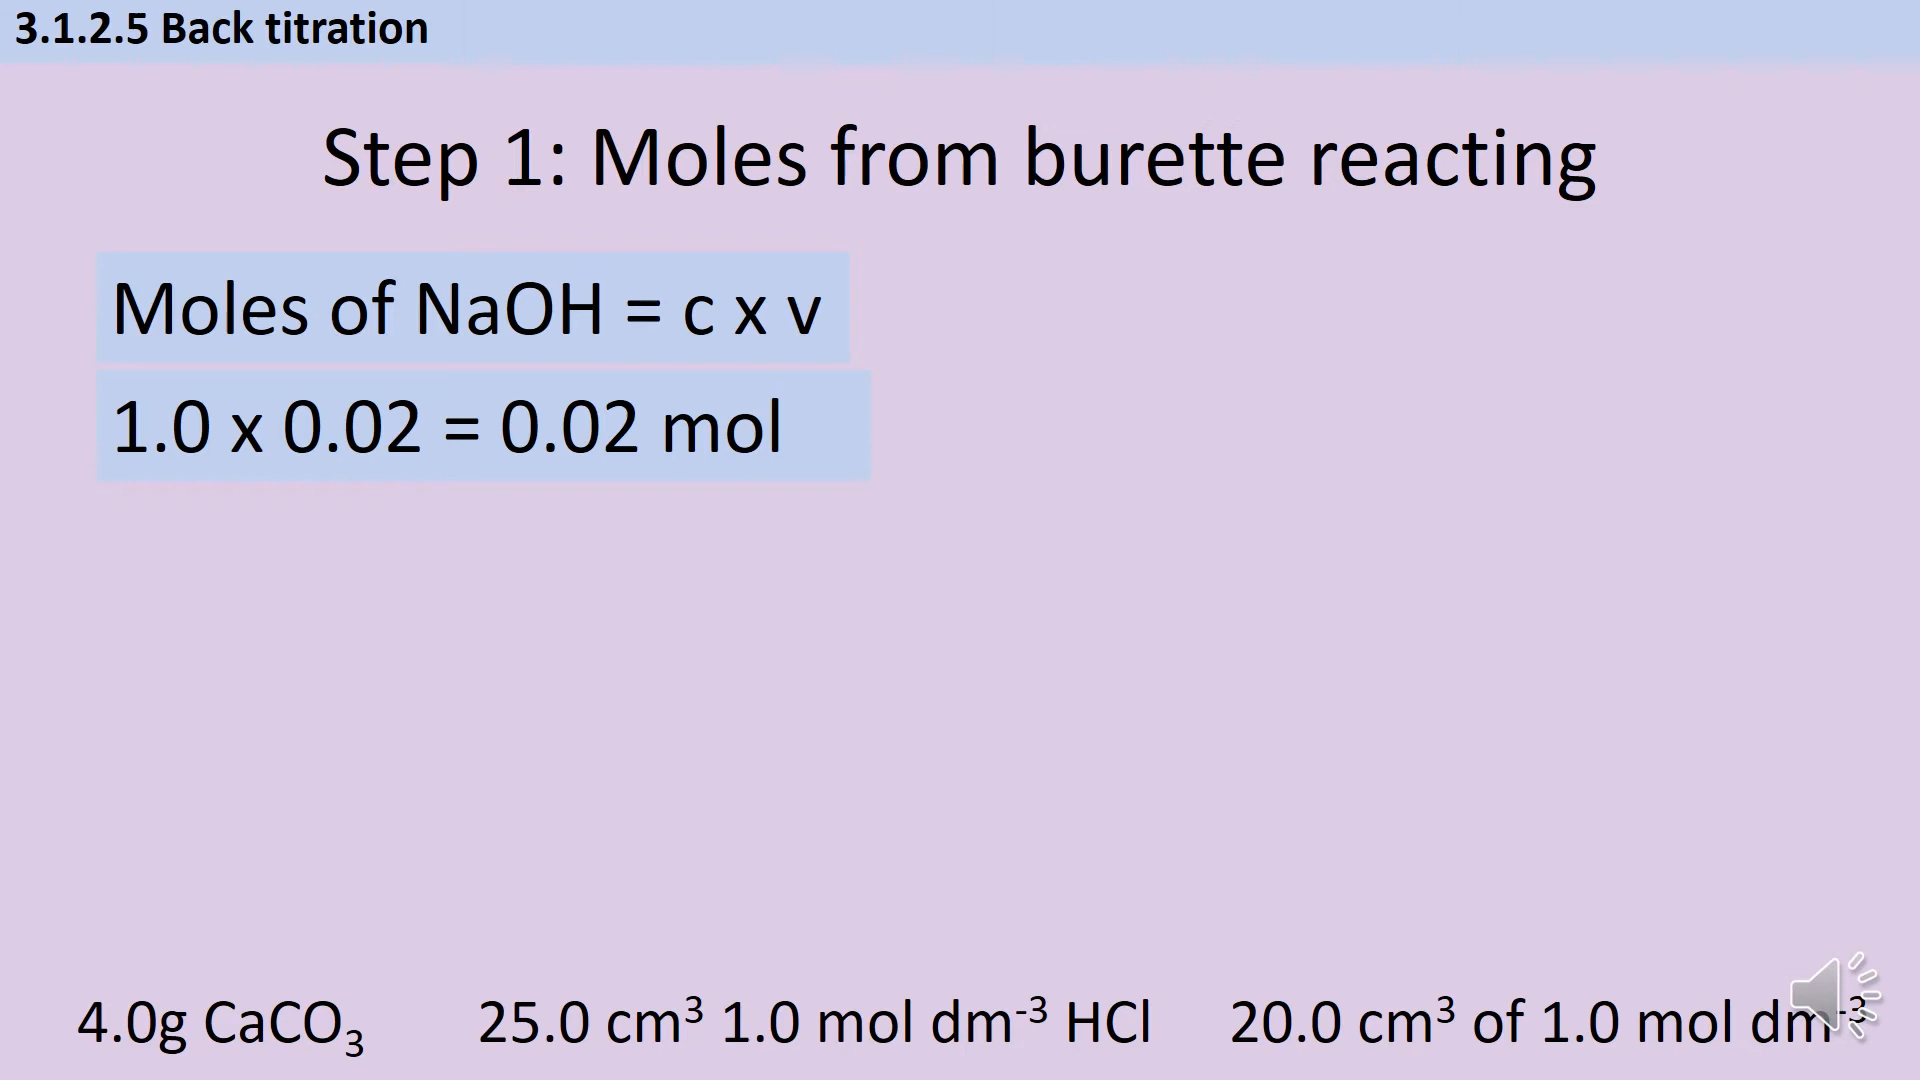 3.1.2.5 Back titration
Step 1: Moles from burette reacting
Moles of NaOH = c x v
1.0 x 0.02 = 0.02 mol
4.0g CaCO₃ 25.0 cm³ 1.0 mol dm⁻³ HCl 20.0 cm³ of 1.0 mol dm⁻³